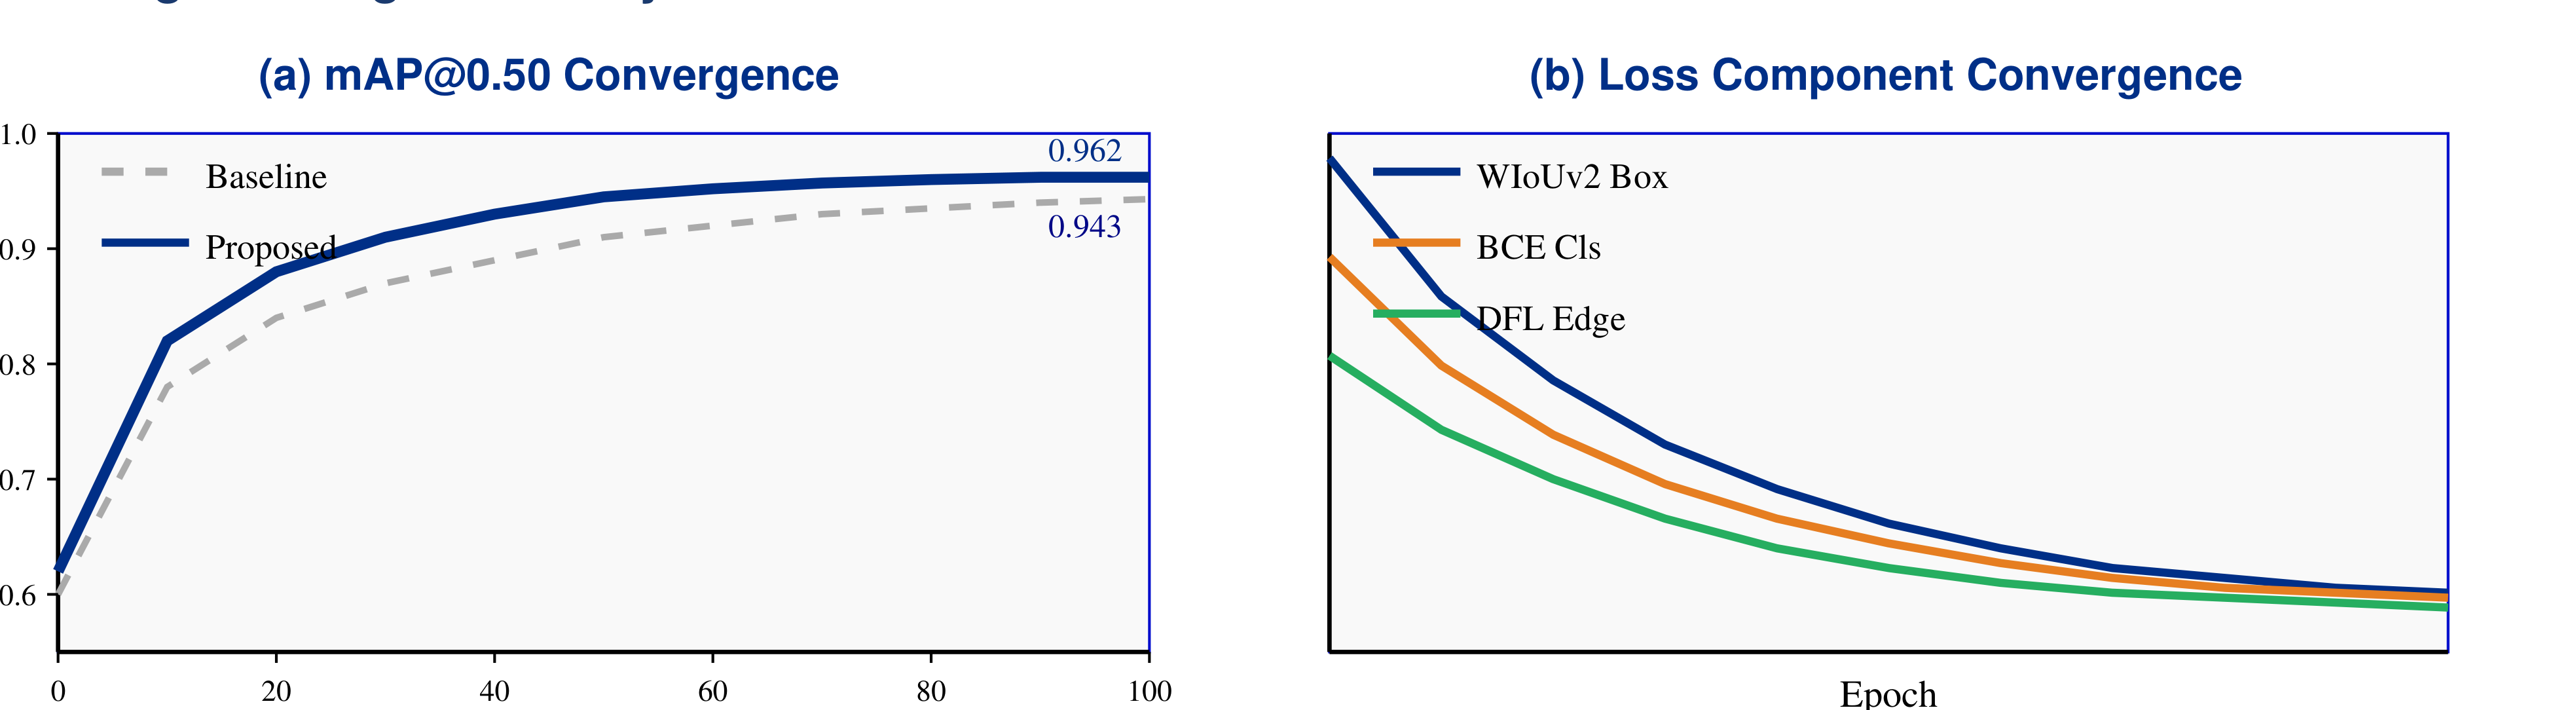 (a) mAP@0.50 Convergence
1.0
0.9
0.8
0.7
0.6
Baseline
Proposed
0.962
0.943
0 20 40 60 80 100
(b) Loss Component Convergence
WIoUv2 Box
BCE Cls
DFL Edge
Epoch